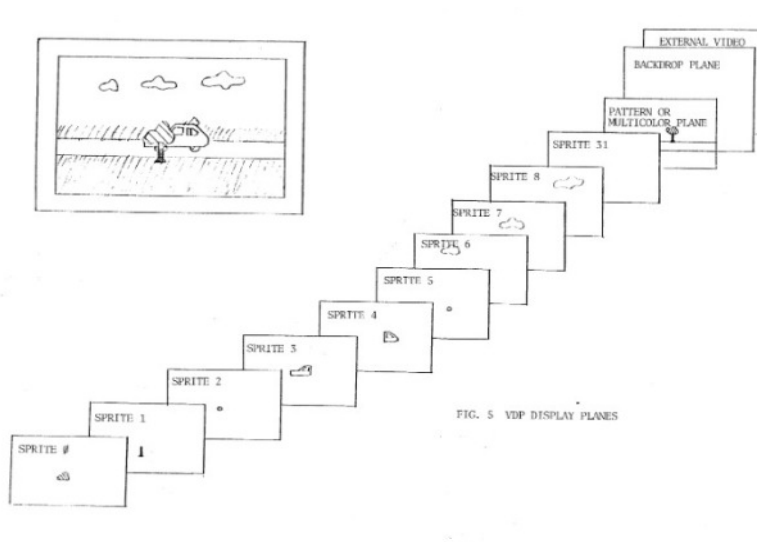 EXTERNAL VIDEO
BACKDROP PLANE
PATTERN OR
MULTICOLOR PLANE
SPRITE 31
SPRITE 8
SPRITE 7
SPRITE 6
SPRITE 5
SPRITE 4
SPRITE 3
SPRITE 2
SPRITE 1
SPRITE Ø
FIG. 5 VDP DISPLAY PLANES